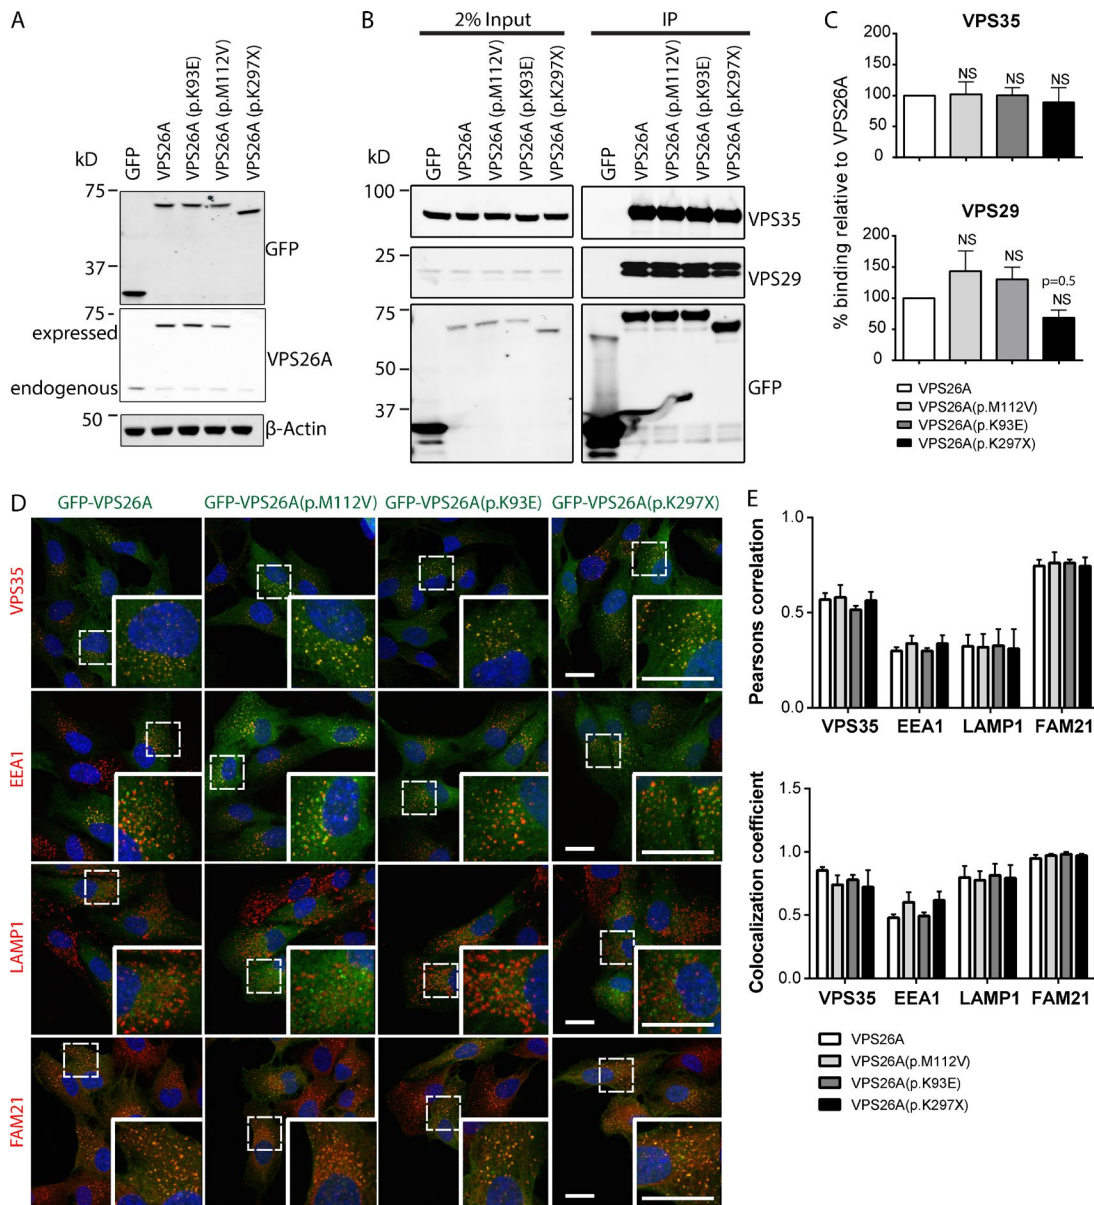 A
kD
GFP
VPS26A
VPS26A (p.K93E)
VPS26A (p.M112V)
VPS26A (p.K297X)
75
37
GFP
75
expressed
endogenous
VPS26A
50
β-Actin
B
2% Input
IP
kD
GFP
VPS26A
VPS26A (p.M112V)
VPS26A (p.K93E)
VPS26A (p.K297X)
GFP
VPS26A
VPS26A (p.M112V)
VPS26A (p.K93E)
VPS26A (p.K297X)
100
VPS35
25
VPS29
75
50
37
GFP
C
VPS35
% binding relative to VPS26A
200
150
100
50
0
NS
NS
NS
VPS29
200
150
100
50
0
NS
NS
p=0.5
NS
VPS26A
VPS26A(p.M112V)
VPS26A(p.K93E)
VPS26A(p.K297X)
D
GFP-VPS26A
GFP-VPS26A(p.M112V)
GFP-VPS26A(p.K93E)
GFP-VPS26A(p.K297X)
VPS35
EEA1
LAMP1
FAM21
E
Pearsons correlation
1.0
0.5
0.0
VPS35 EEA1 LAMP1 FAM21
Colocalization coefficient
1.5
1.0
0.5
0.0
VPS35 EEA1 LAMP1 FAM21
VPS26A
VPS26A(p.M112V)
VPS26A(p.K93E)
VPS26A(p.K297X)